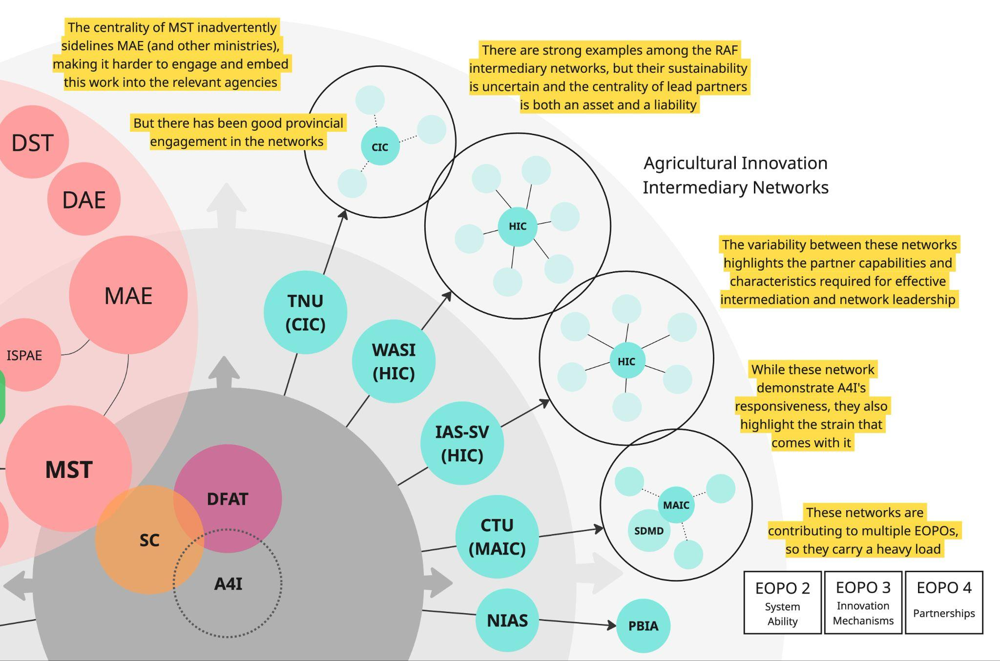 The centrality of MST inadvertently
sidelines MAE (and other ministries),
making it harder to engage and embed
this work into the relevant agencies
But there has been good provincial
engagement in the networks
There are strong examples among the RAF
intermediary networks, but their sustainability
is uncertain and the centrality of lead partners
is both an asset and a liability
Agricultural Innovation
Intermediary Networks
The variability between these networks
highlights the partner capabilities and
characteristics required for effective
intermediation and network leadership
While these network
demonstrate A4I's
responsiveness, they also
highlight the strain that
comes with it
These networks are
contributing to multiple EOPOs,
so they carry a heavy load
EOPO 2
System
Ability
EOPO 3
Innovation
Mechanisms
EOPO 4
Partnerships
DST
DAE
MAE
ISPAE
MST
DFAT
SC
A4I
TNU
(CIC)
WASI
(HIC)
IAS-SV
(HIC)
CTU
(MAIC)
NIAS
CIC
HIC
HIC
MAIC
SDMD
PBIA